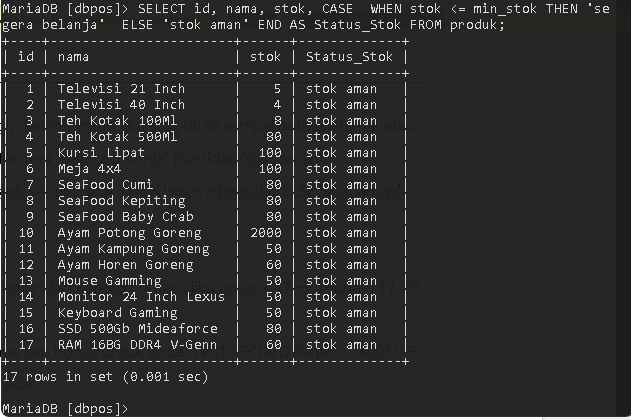 MariaDB [dbpos]> SELECT id, nama, stok, CASE  WHEN stok <= min_stok THEN 'se
gera belanja'  ELSE 'stok aman' END AS Status_Stok FROM produk;
+----+------------------------+------+-------------+
| id | nama                   | stok | Status_Stok |
+----+------------------------+------+-------------+
|  1 | Televisi 21 Inch       |    5 | stok aman   |
|  2 | Televisi 40 Inch       |    4 | stok aman   |
|  3 | Teh Kotak 100Ml        |    8 | stok aman   |
|  4 | Teh Kotak 500Ml        |   80 | stok aman   |
|  5 | Kursi Lipat            |  100 | stok aman   |
|  6 | Meja 4x4               |  100 | stok aman   |
|  7 | SeaFood Cumi           |   80 | stok aman   |
|  8 | SeaFood Kepiting       |   80 | stok aman   |
|  9 | SeaFood Baby Crab      |   80 | stok aman   |
| 10 | Ayam Potong Goreng     | 2000 | stok aman   |
| 11 | Ayam Kampung Goreng    |   50 | stok aman   |
| 12 | Ayam Horen Goreng      |   60 | stok aman   |
| 13 | Mouse Gamming          |   50 | stok aman   |
| 14 | Monitor 24 Inch Lexus  |   50 | stok aman   |
| 15 | Keyboard Gaming        |   50 | stok aman   |
| 16 | SSD 500Gb Mideaforce   |   80 | stok aman   |
| 17 | RAM 16BG DDR4 V-Genn   |   60 | stok aman   |
+----+------------------------+------+-------------+
17 rows in set (0.001 sec)
MariaDB [dbpos]>